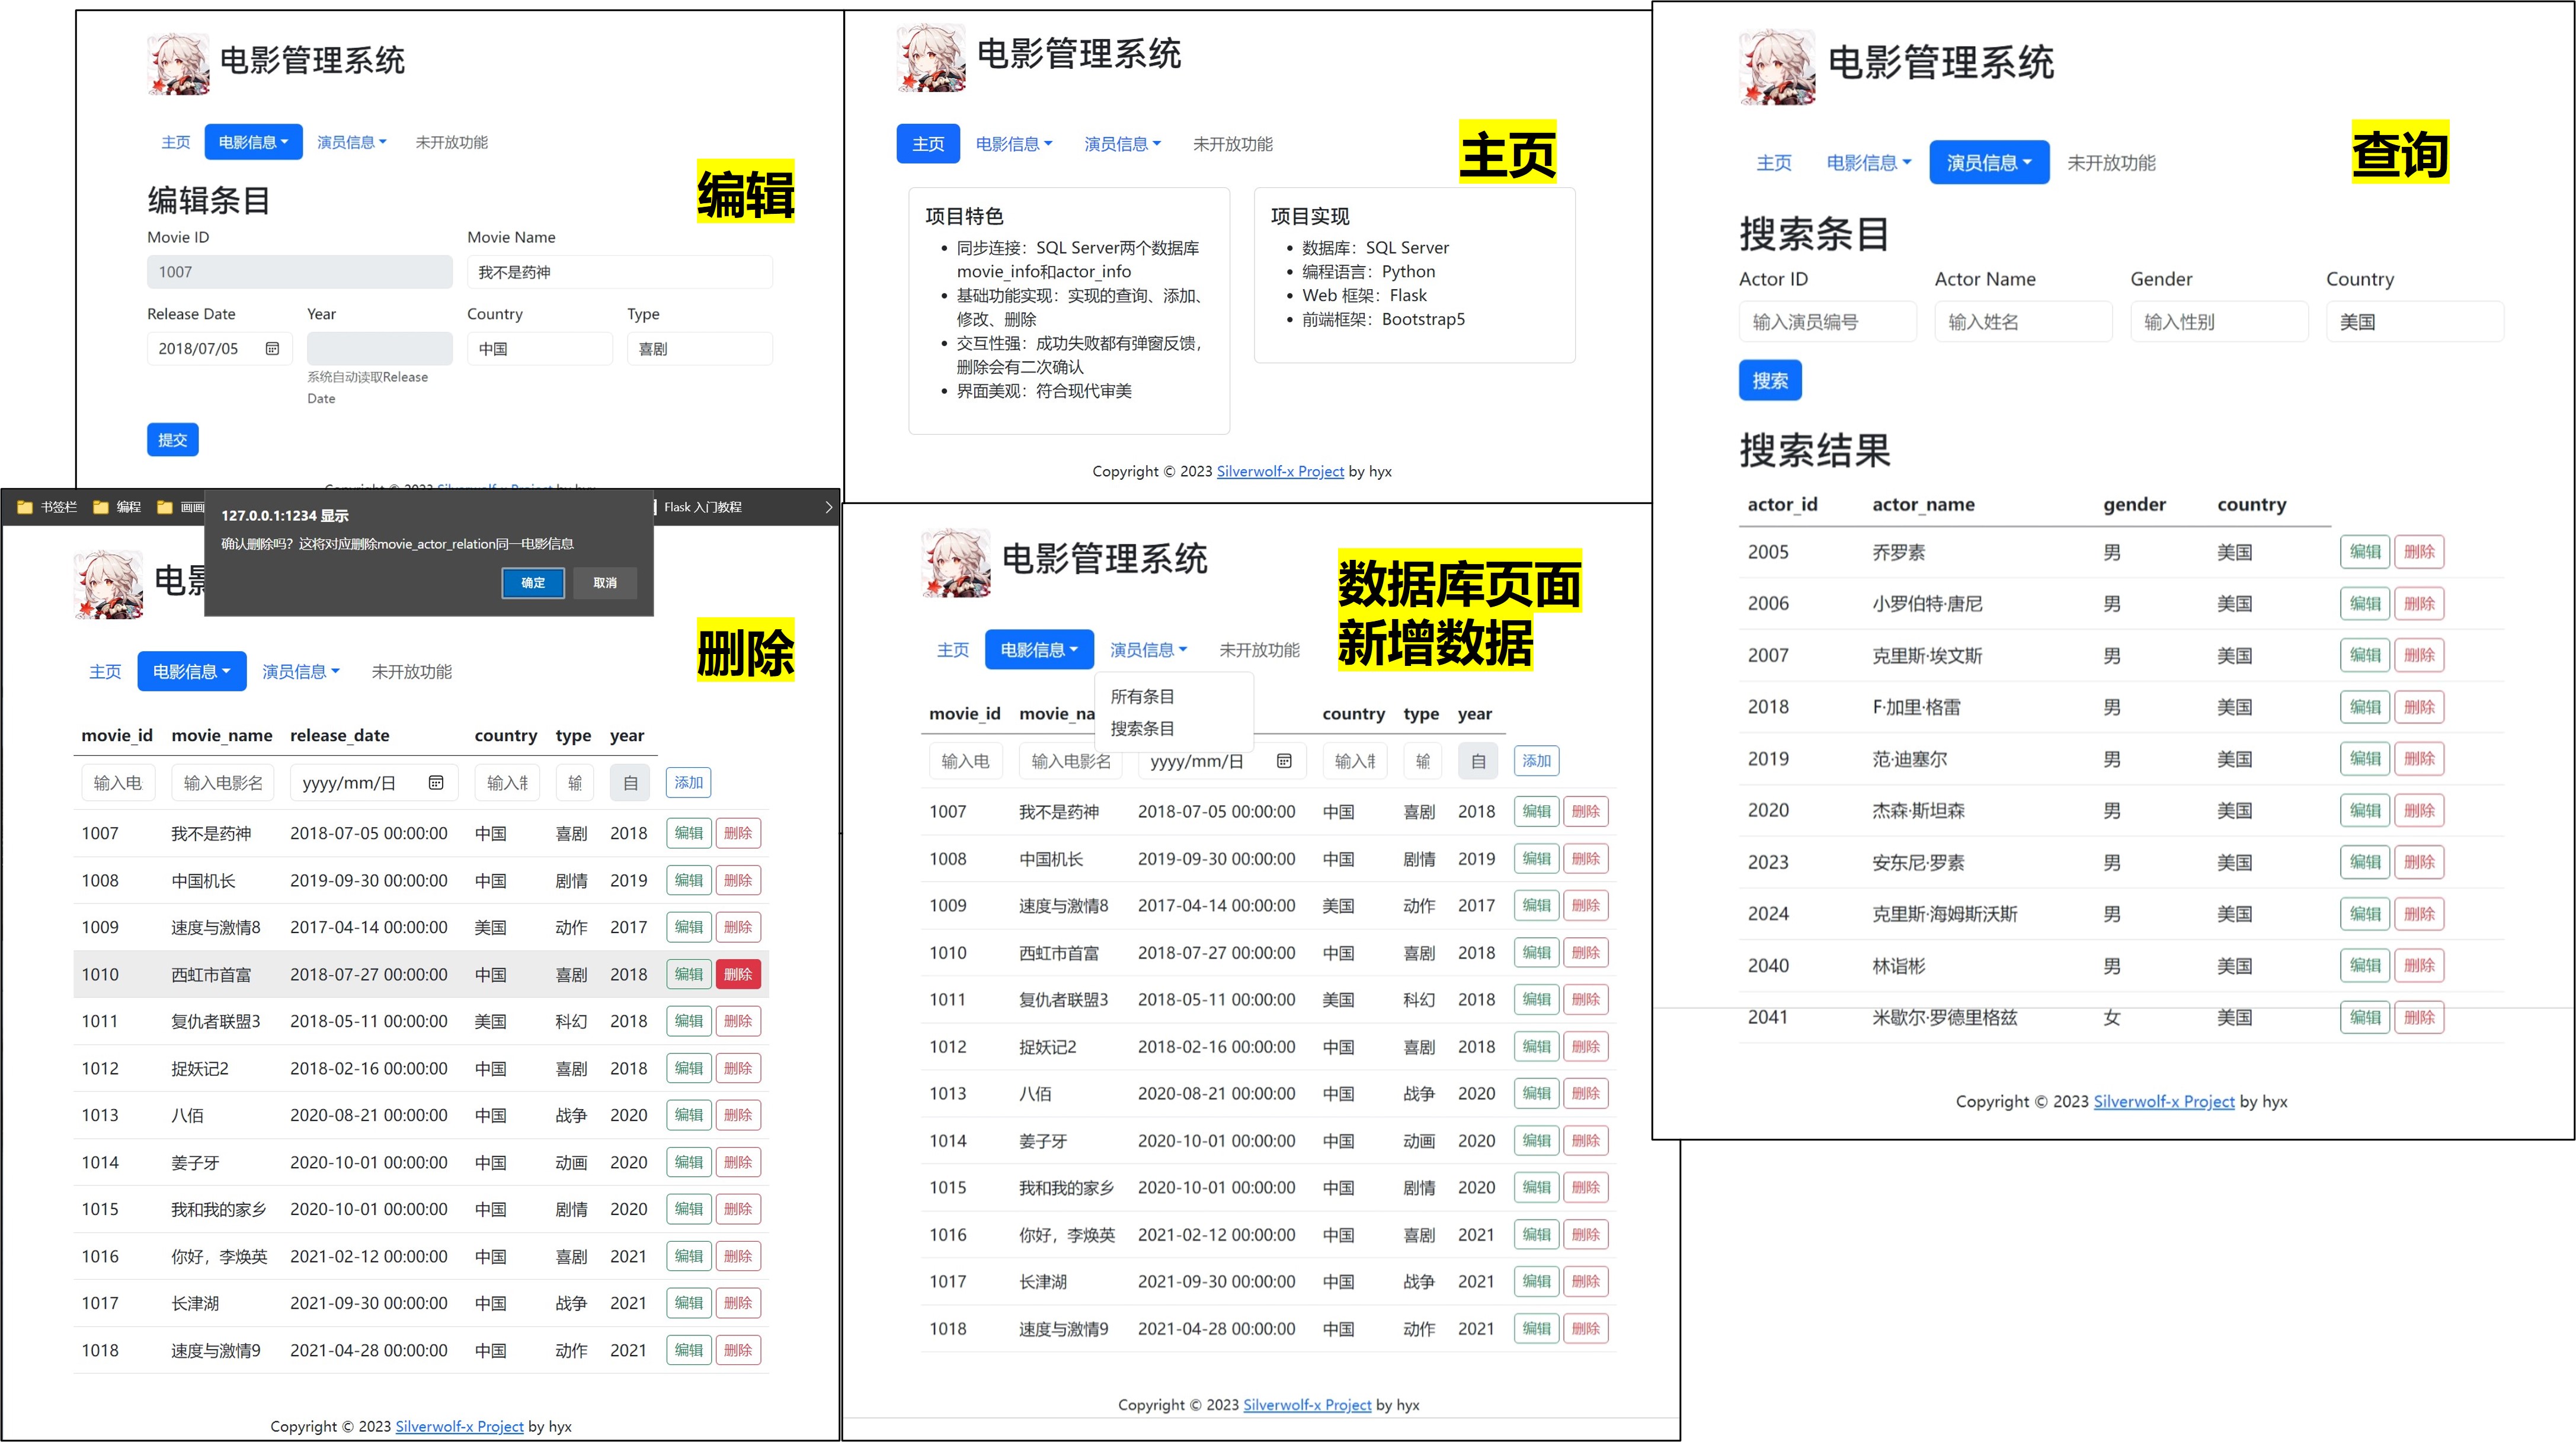 电影管理系统
主页 电影信息 演员信息 未开放功能
编辑
编辑条目
Movie ID Movie Name
1007 我不是药神
Release Date Year Country Type
2018/07/05 中国 喜剧
系统自动读取Release
Date
提交
电影管理系统
主页 电影信息 演员信息 未开放功能
主页
项目特色
同步连接：SQL Server两个数据库
movie_info和actor_info
基础功能实现：实现的查询、添加、
修改、删除
交互性强：成功失败都有弹窗反馈，
删除会有二次确认
界面美观：符合现代审美
项目实现
数据库：SQL Server
编程语言：Python
Web 框架：Flask
前端框架：Bootstrap5
Copyright © 2023 Silverwolf-x Project by hyx
电影管理系统
主页 电影信息 演员信息 未开放功能
查询
搜索条目
Actor ID Actor Name Gender Country
输入演员编号 输入姓名 输入性别 美国
搜索
搜索结果
actor_id actor_name gender country
2005 乔罗素 男 美国 编辑 删除
2006 小罗伯特·唐尼 男 美国 编辑 删除
2007 克里斯·埃文斯 男 美国 编辑 删除
2018 F·加里·格雷 男 美国 编辑 删除
2019 范·迪塞尔 男 美国 编辑 删除
2020 杰森·斯坦森 男 美国 编辑 删除
2023 安东尼·罗素 男 美国 编辑 删除
2024 克里斯·海姆斯沃斯 男 美国 编辑 删除
2040 林诣彬 男 美国 编辑 删除
2041 米歇尔·罗德里格兹 女 美国 编辑 删除
Copyright © 2023 Silverwolf-x Project by hyx
书签栏 编程 画画 Flask 入门教程
127.0.0.1:1234 显示
确认删除吗？这将对应删除movie_actor_relation同一电影信息
确定 取消
电影
删除
主页 电影信息 演员信息 未开放功能
movie_id movie_name release_date country type year
输入电 输入电影名 yyyy/mm/日 输入 输 自 添加
1007 我不是药神 2018-07-05 00:00:00 中国 喜剧 2018 编辑 删除
1008 中国机长 2019-09-30 00:00:00 中国 剧情 2019 编辑 删除
1009 速度与激情8 2017-04-14 00:00:00 美国 动作 2017 编辑 删除
1010 西虹市首富 2018-07-27 00:00:00 中国 喜剧 2018 编辑 删除
1011 复仇者联盟3 2018-05-11 00:00:00 美国 科幻 2018 编辑 删除
1012 捉妖记2 2018-02-16 00:00:00 中国 喜剧 2018 编辑 删除
1013 八佰 2020-08-21 00:00:00 中国 战争 2020 编辑 删除
1014 姜子牙 2020-10-01 00:00:00 中国 动画 2020 编辑 删除
1015 我和我的家乡 2020-10-01 00:00:00 中国 剧情 2020 编辑 删除
1016 你好，李焕英 2021-02-12 00:00:00 中国 喜剧 2021 编辑 删除
1017 长津湖 2021-09-30 00:00:00 中国 战争 2021 编辑 删除
1018 速度与激情9 2021-04-28 00:00:00 中国 动作 2021 编辑 删除
Copyright © 2023 Silverwolf-x Project by hyx
电影管理系统
数据库页面
新增数据
主页 电影信息 演员信息 未开放功能
所有条目
搜索条目
movie_id movie_na country type year
输入电 输入电影名 yyyy/mm/日 输入 输 自 添加
1007 我不是药神 2018-07-05 00:00:00 中国 喜剧 2018 编辑 删除
1008 中国机长 2019-09-30 00:00:00 中国 剧情 2019 编辑 删除
1009 速度与激情8 2017-04-14 00:00:00 美国 动作 2017 编辑 删除
1010 西虹市首富 2018-07-27 00:00:00 中国 喜剧 2018 编辑 删除
1011 复仇者联盟3 2018-05-11 00:00:00 美国 科幻 2018 编辑 删除
1012 捉妖记2 2018-02-16 00:00:00 中国 喜剧 2018 编辑 删除
1013 八佰 2020-08-21 00:00:00 中国 战争 2020 编辑 删除
1014 姜子牙 2020-10-01 00:00:00 中国 动画 2020 编辑 删除
1015 我和我的家乡 2020-10-01 00:00:00 中国 剧情 2020 编辑 删除
1016 你好，李焕英 2021-02-12 00:00:00 中国 喜剧 2021 编辑 删除
1017 长津湖 2021-09-30 00:00:00 中国 战争 2021 编辑 删除
1018 速度与激情9 2021-04-28 00:00:00 中国 动作 2021 编辑 删除
Copyright © 2023 Silverwolf-x Project by hyx